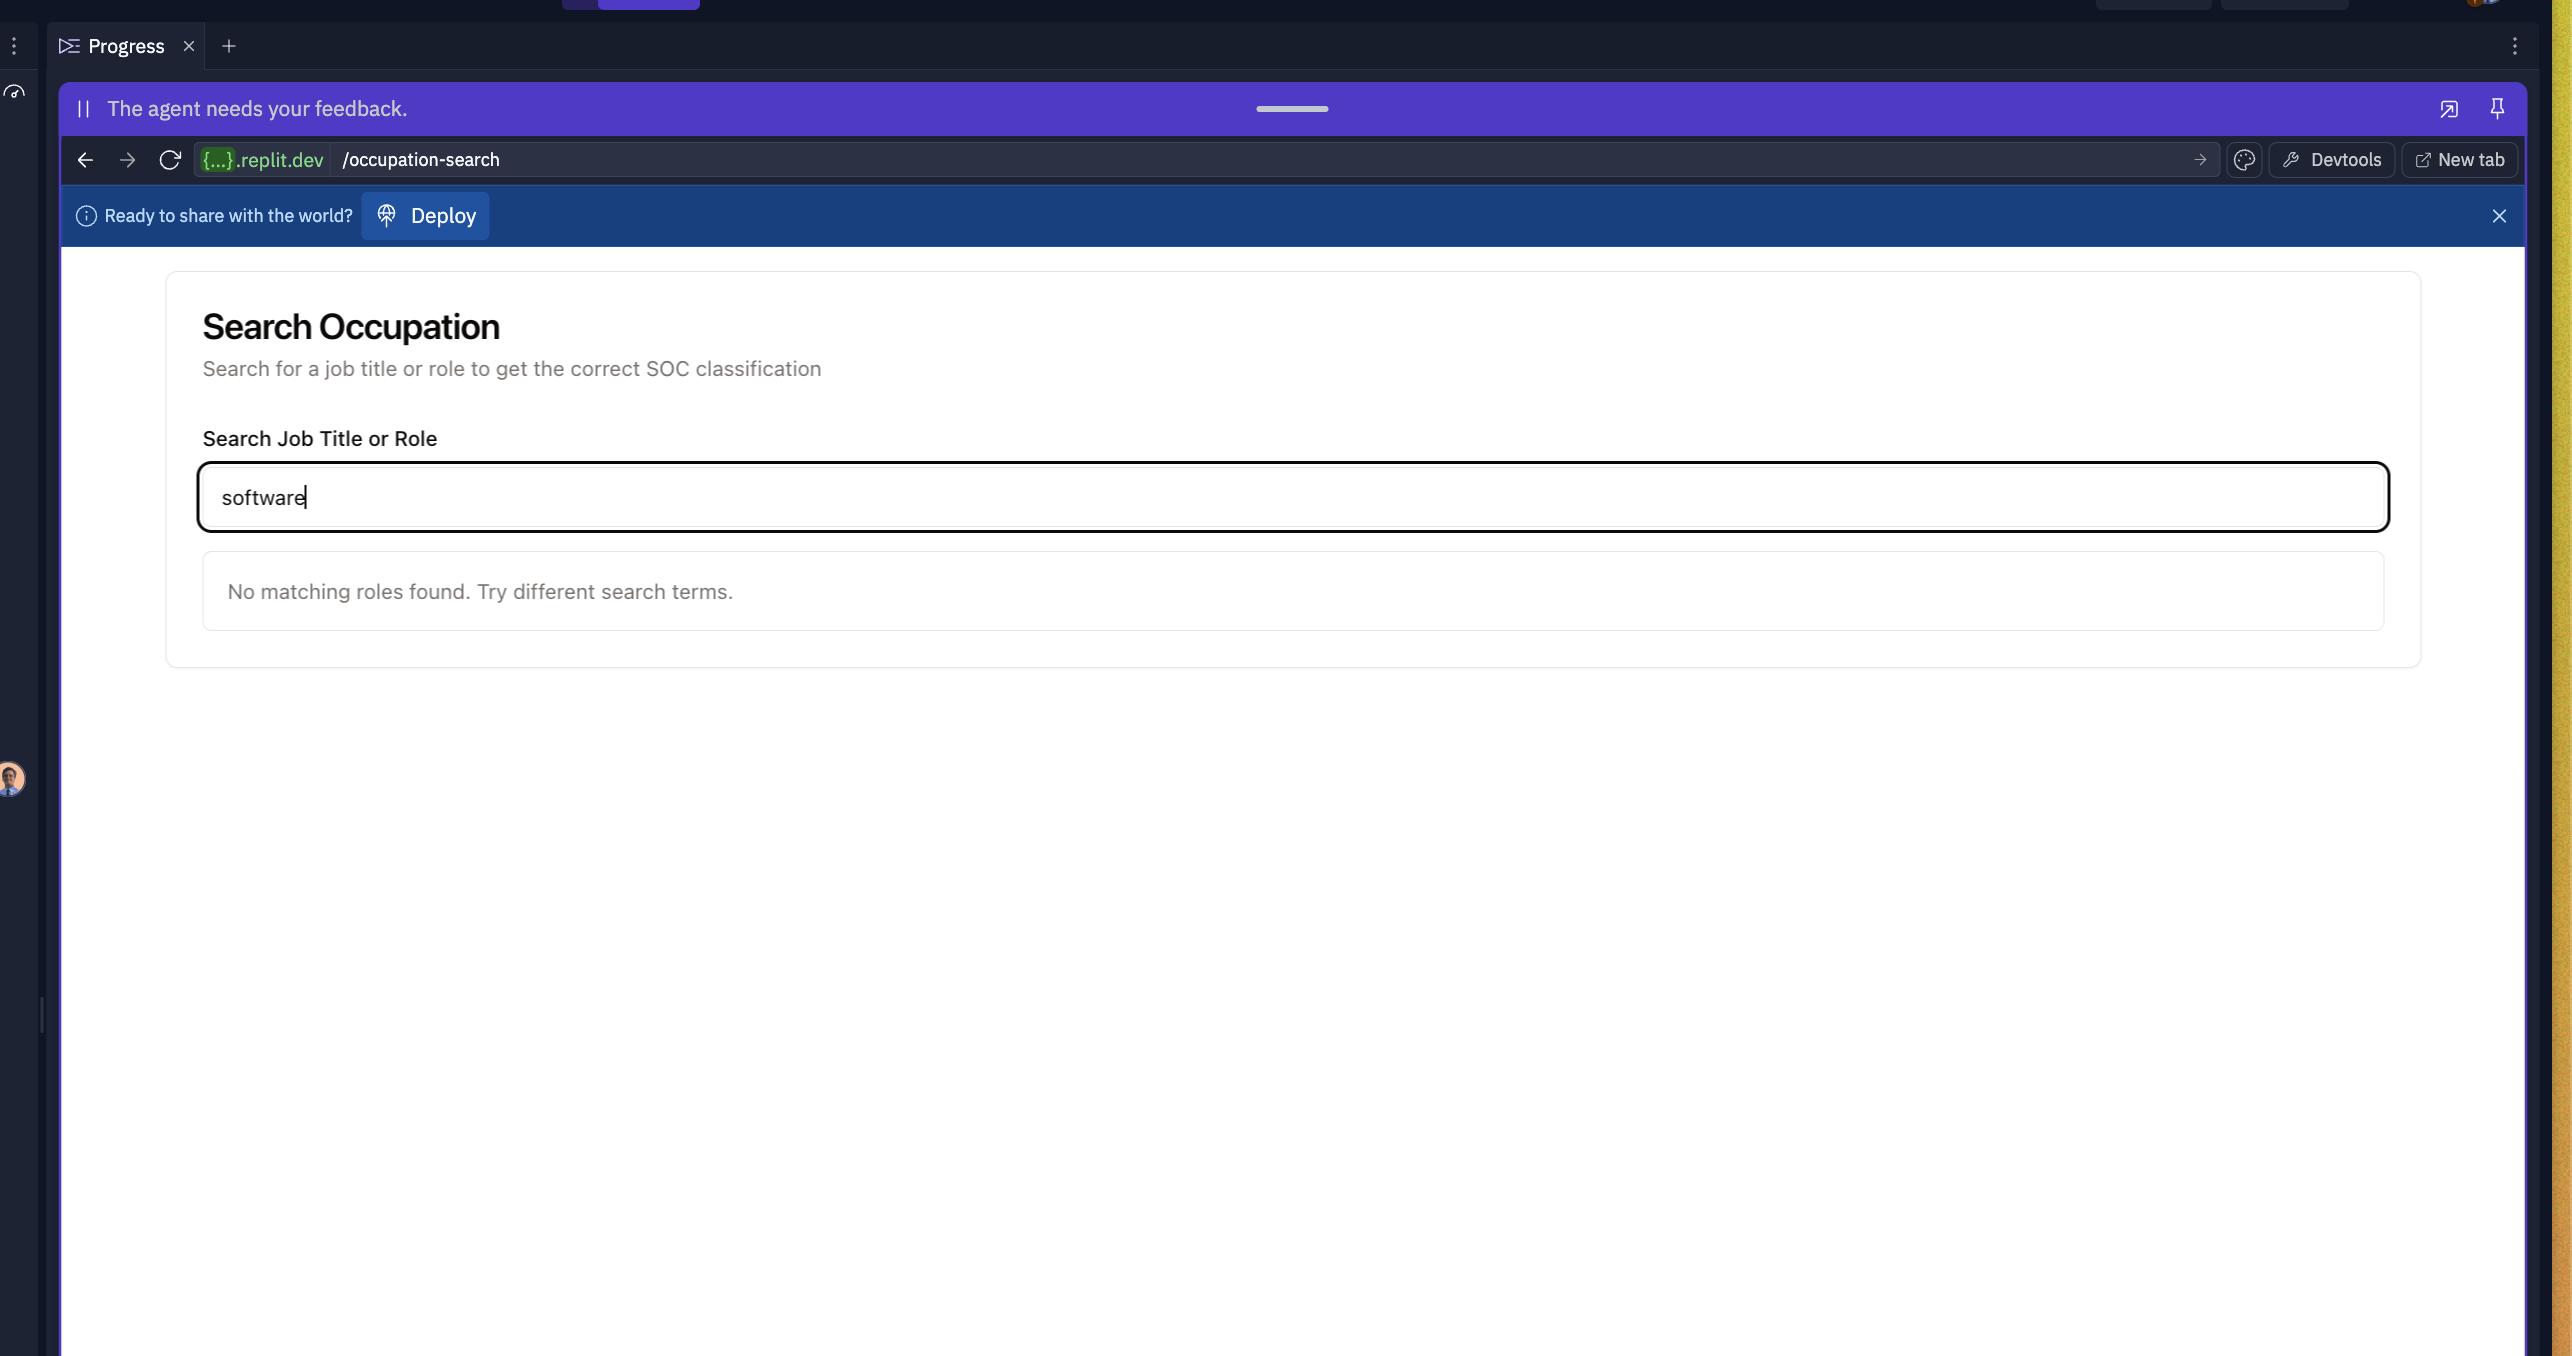 Progress
The agent needs your feedback.
{...}.replit.dev /occupation-search
Devtools
New tab
Ready to share with the world? Deploy
Search Occupation
Search for a job title or role to get the correct SOC classification
Search Job Title or Role
software
No matching roles found. Try different search terms.